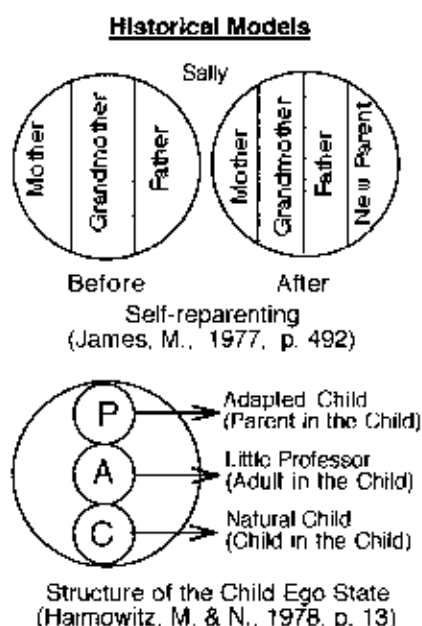 Historical Models
Sally
Mother
Grandmother
Father
Mother
Grandmother
Father
New Parent
Before
After
Self-reparenting
(James, M., 1977, p. 492)
P
Adapted Child
(Parent in the Child)
A
Little Professor
(Adult in the Child)
C
Natural Child
(Child in the Child)
Structure of the Child Ego State
(Haimowitz, M. & N., 1978, p. 13)